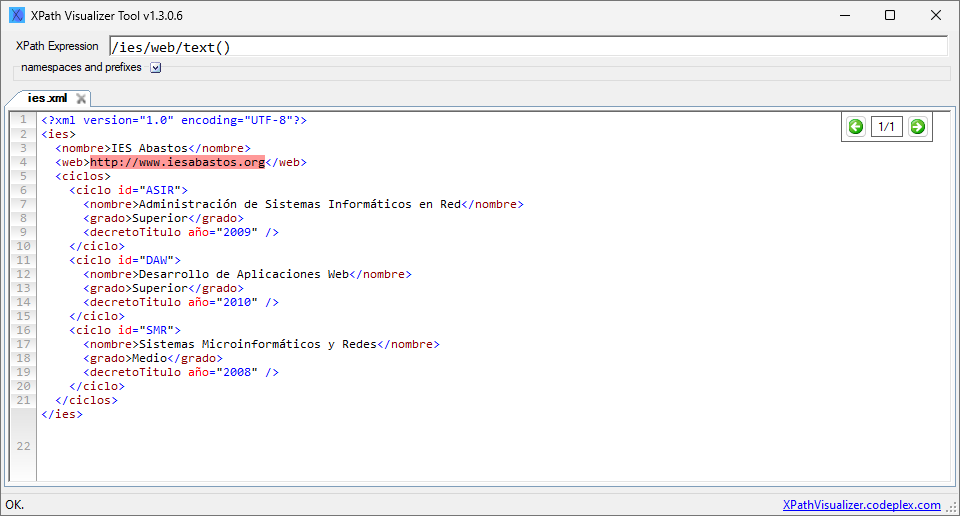 XPath Visualizer Tool v1.3.0.6
XPath Expression /ies/web/text()
namespaces and prefixes
ies.xml
1/1
1 <?xml version="1.0" encoding="UTF-8"?>
2 <ies>
3 <nombre>IES Abastos</nombre>
4 <web>http://www.iesabastos.org</web>
5 <ciclos>
6 <ciclo id="ASIR">
7 <nombre>Administración de Sistemas Informáticos en Red</nombre>
8 <grado>Superior</grado>
9 <decretoTitulo año="2009" />
10 </ciclo>
11 <ciclo id="DAW">
12 <nombre>Desarrollo de Aplicaciones Web</nombre>
13 <grado>Superior</grado>
14 <decretoTitulo año="2010" />
15 </ciclo>
16 <ciclo id="SMR">
17 <nombre>Sistemas Microinformáticos y Redes</nombre>
18 <grado>Medio</grado>
19 <decretoTitulo año="2008" />
20 </ciclo>
21 </ciclos>
</ies>
22
OK.
XPathVisualizer.codeplex.com